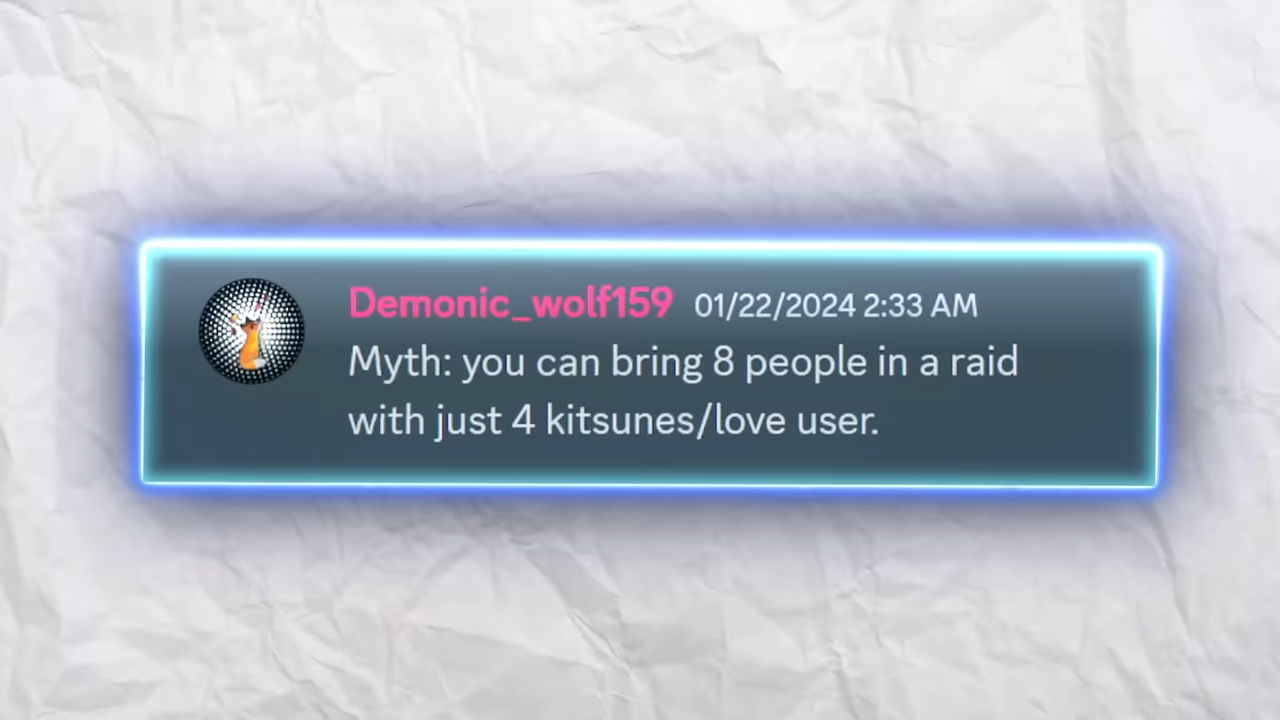 Demonic_wolf159 01/22/2024 2:33 AM
Myth: you can bring 8 people in a raid
with just 4 kitsunes/love user.